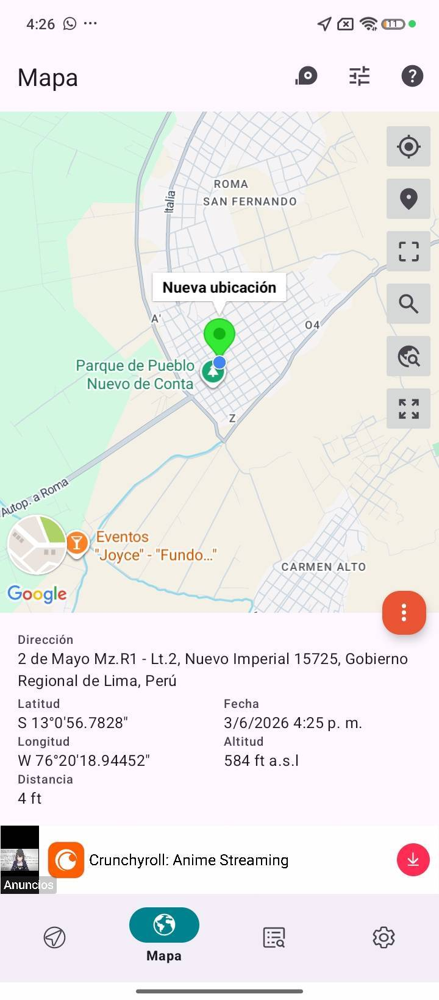 4:26
11
Mapa
ROMA
SAN FERNANDO
Italia
Nueva ubicación
A'
O4
Parque de Pueblo
Nuevo de Conta
Z
Autop. a Roma
Eventos
"Joyce" - "Fundo..."
CARMEN ALTO
Google
Dirección
2 de Mayo Mz.R1 - Lt.2, Nuevo Imperial 15725, Gobierno
Regional de Lima, Perú
Latitud
S 13°0'56.7828"
Fecha
3/6/2026 4:25 p. m.
Longitud
W 76°20'18.94452"
Altitud
584 ft a.s.l
Distancia
4 ft
Crunchyroll: Anime Streaming
Anuncios
Mapa